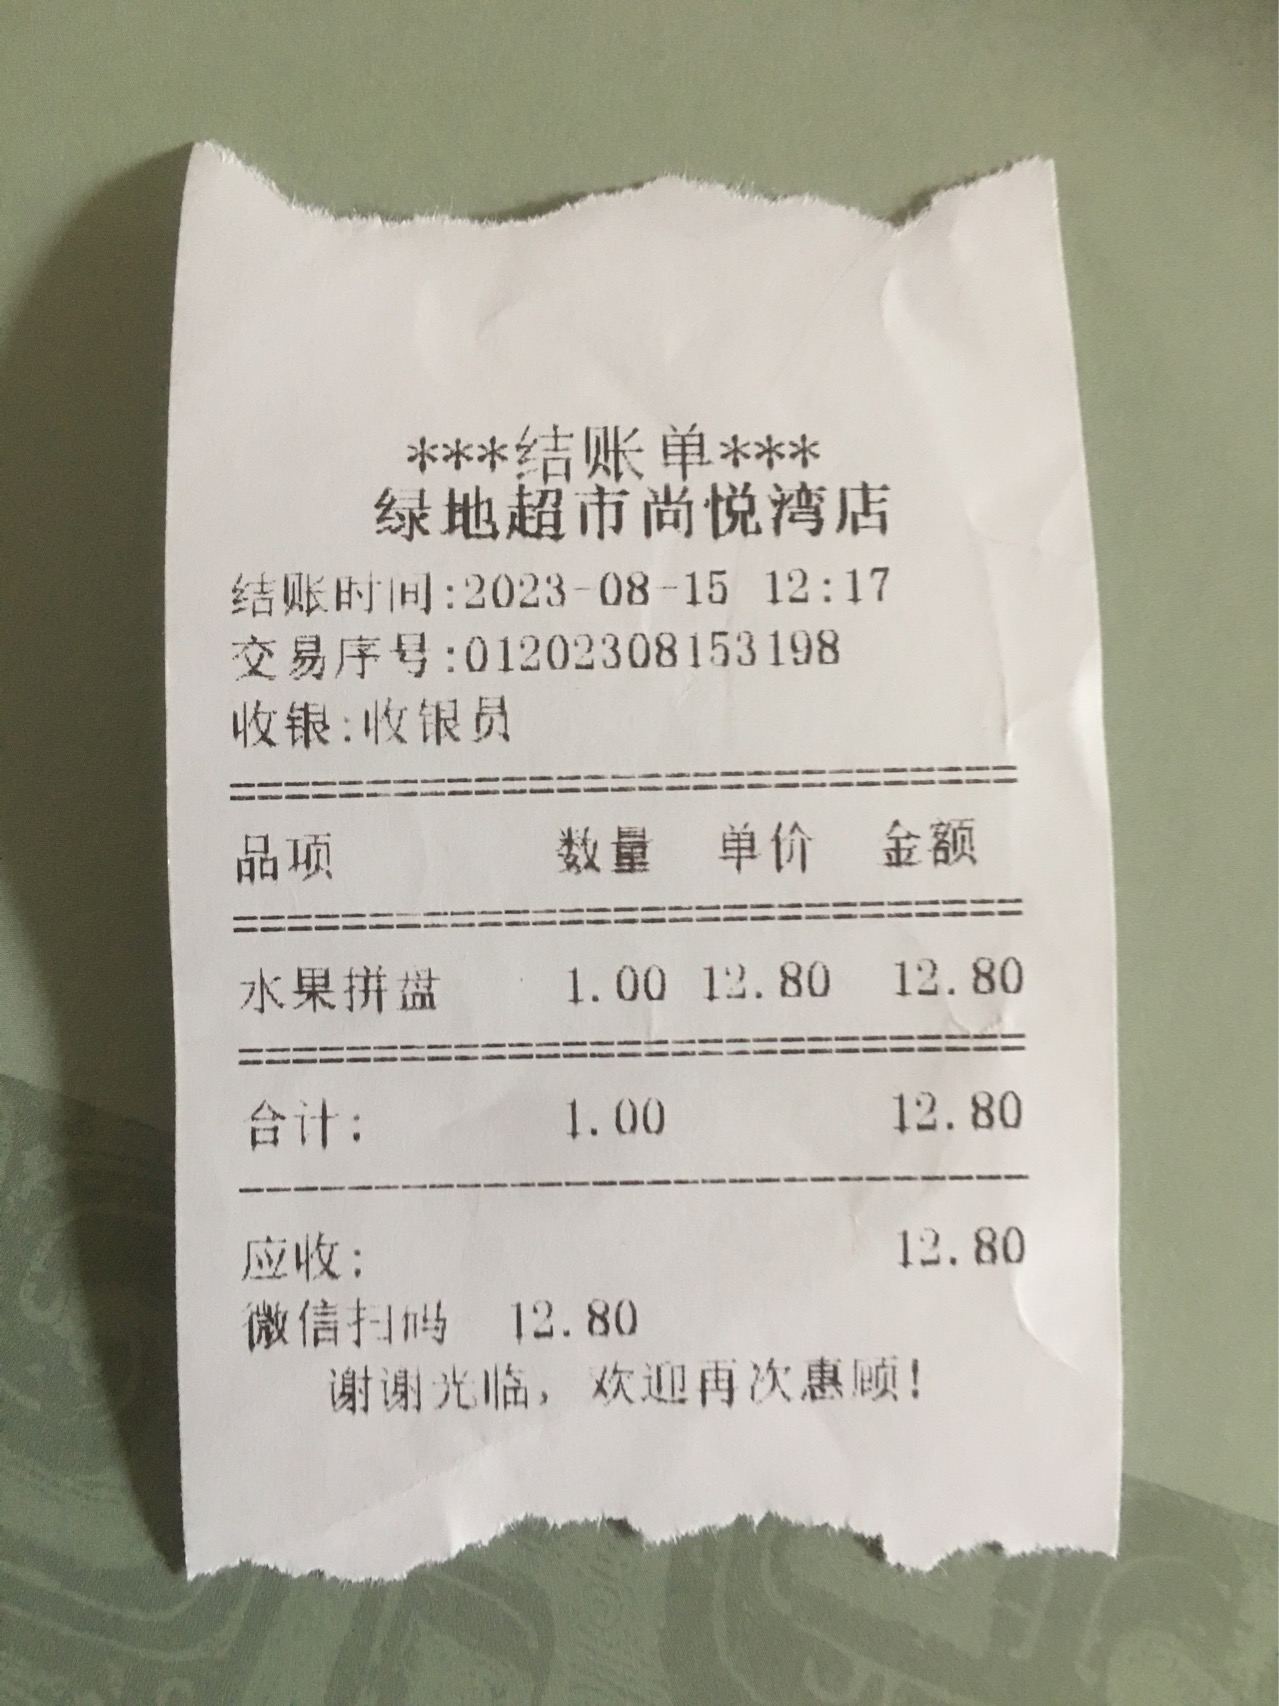 ***结账单***
绿地超市尚悦湾店
结账时间:2023-08-15 12:17
交易序号:01202308153198
收银:收银员
品项 数量 单价 金额
水果拼盘 1.00 12.80 12.80
合计: 1.00 12.80
应收: 12.80
微信扫码 12.80
谢谢光临，欢迎再次惠顾!